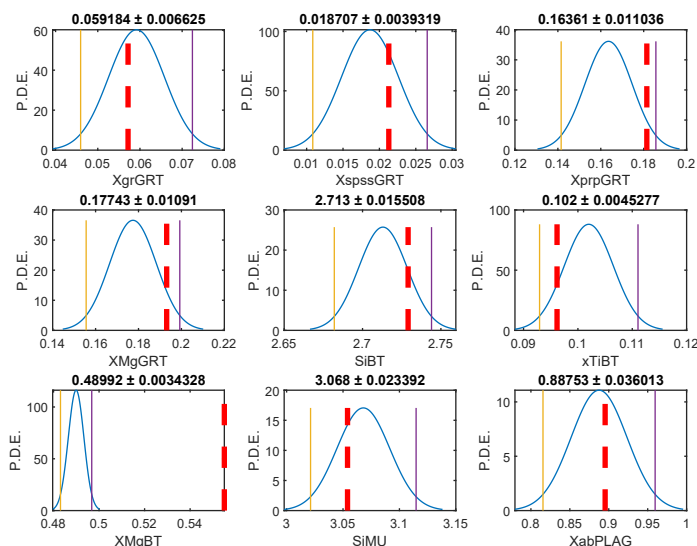 0.059184 ± 0.006625
0.018707 ± 0.0039319
0.16361 ± 0.011036
60
40
20
0
P.D.E.
0.04 0.05 0.06 0.07 0.08
XgrGRT
100
50
0
P.D.E.
0.01 0.015 0.02 0.025 0.03
XspssGRT
40
30
20
10
0
P.D.E.
0.12 0.14 0.16 0.18 0.2
XprpGRT
0.17743 ± 0.01091
2.713 ± 0.015508
0.102 ± 0.0045277
40
30
20
10
0
P.D.E.
0.14 0.16 0.18 0.2 0.22
XMgGRT
30
20
10
0
P.D.E.
2.65 2.7 2.75
SiBT
100
50
0
P.D.E.
0.09 0.1 0.11 0.12
xTiBT
0.48992 ± 0.0034328
3.068 ± 0.023392
0.88753 ± 0.036013
100
50
0
P.D.E.
0.48 0.5 0.52 0.54
XMgBT
20
15
10
5
0
P.D.E.
3 3.05 3.1 3.15
SiMU
10
5
0
P.D.E.
0.8 0.85 0.9 0.95 1
XabPLAG